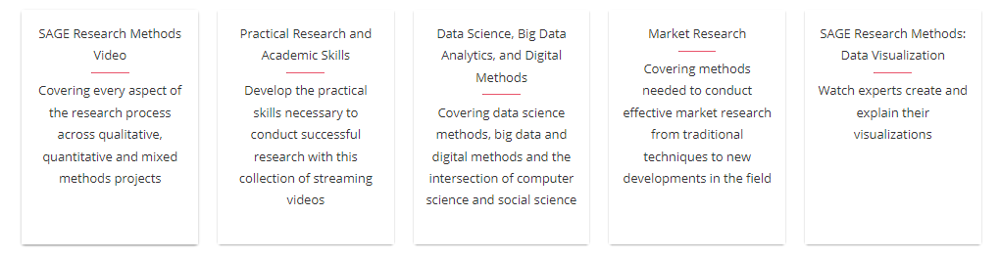 SAGE Research Methods
Video
Covering every aspect of
the research process
across qualitative,
quantitative and mixed
methods projects
Practical Research and
Academic Skills
Develop the practical
skills necessary to
conduct successful
research with this
collection of streaming
videos
Data Science, Big Data
Analytics, and Digital
Methods
Covering data science
methods, big data and
digital methods and the
intersection of computer
science and social science
Market Research
Covering methods
needed to conduct
effective market research
from traditional
techniques to new
developments in the field
SAGE Research Methods:
Data Visualization
Watch experts create and
explain their
visualizations